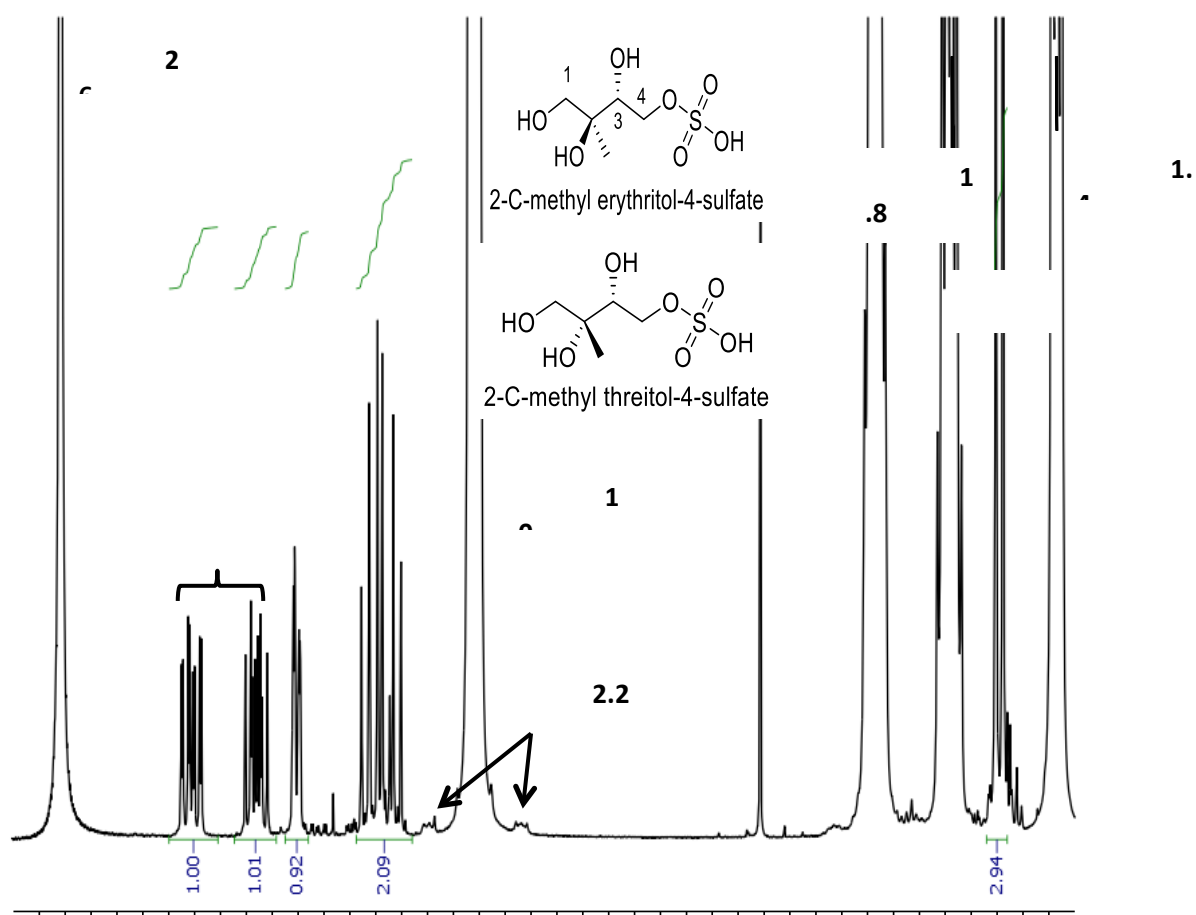 2
1
OH
4
O
O
HO
3
S
OH
HO
O
1
1.
2-C-methyl erythritol-4-sulfate
.8
OH
O
O
HO
S
OH
HO
O
2-C-methyl threitol-4-sulfate
1
2.2
1.00
1.01
0.92
2.09
2.94